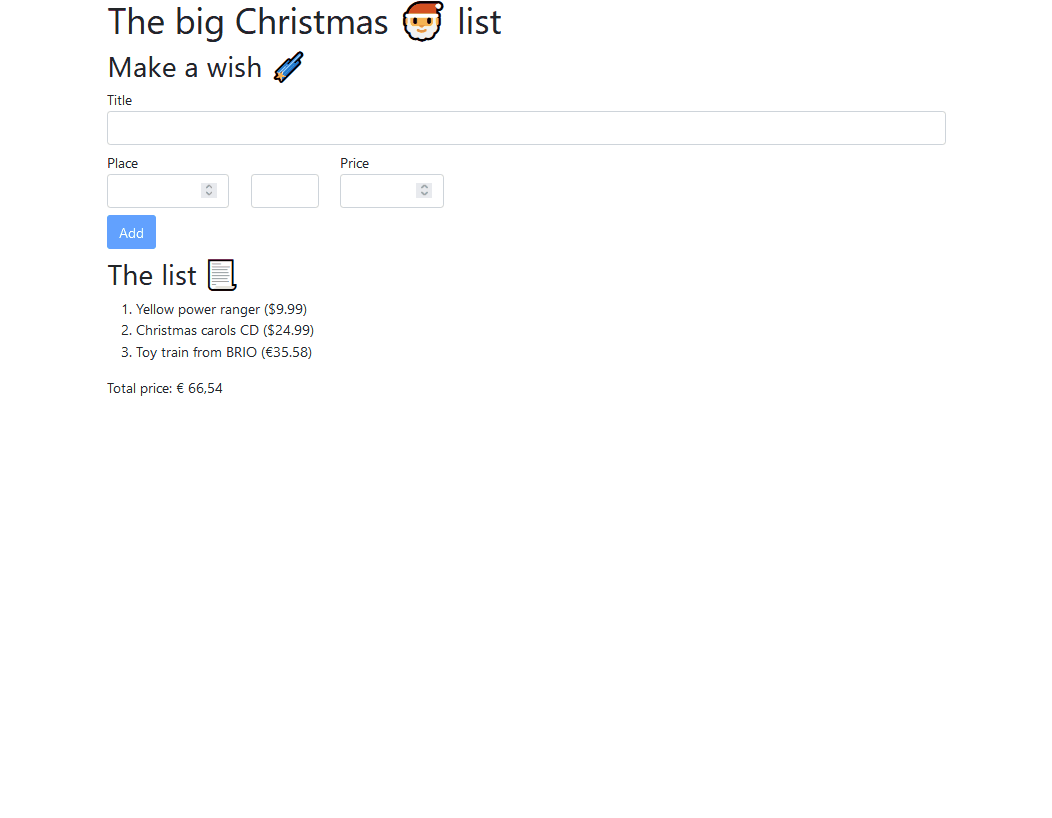 The big Christmas 🎅 list
Make a wish ☄️
Title
Place Price
Add
The list 📃
1. Yellow power ranger ($9.99)
2. Christmas carols CD ($24.99)
3. Toy train from BRIO (€35.58)
Total price: € 66,54